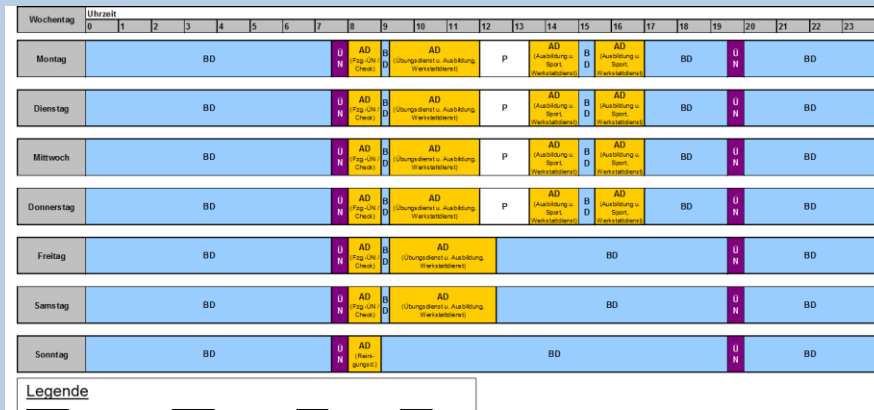 Wochentag
Uhrzeit
0 1 2 3 4 5 6 7 8 9 10 11 12 13 14 15 16 17 18 19 20 21 22 23
Montag
BD
Ü
N
AD
(Fzg.-ÜN /
Check)
B
D
AD
(Übungsdienst u. Ausbildung,
Werkstattdienst)
P
AD
(Ausbildung u.
Sport,
Werkstattdienst)
B
D
AD
(Ausbildung u.
Sport,
Werkstattdienst)
BD
Ü
N
BD
Dienstag
BD
Ü
N
AD
(Fzg.-ÜN /
Check)
B
D
AD
(Übungsdienst u. Ausbildung,
Werkstattdienst)
P
AD
(Ausbildung u.
Sport,
Werkstattdienst)
B
D
AD
(Ausbildung u.
Sport,
Werkstattdienst)
BD
Ü
N
BD
Mittwoch
BD
Ü
N
AD
(Fzg.-ÜN /
Check)
B
D
AD
(Übungsdienst u. Ausbildung,
Werkstattdienst)
P
AD
(Ausbildung u.
Sport,
Werkstattdienst)
B
D
AD
(Ausbildung u.
Sport,
Werkstattdienst)
BD
Ü
N
BD
Donnerstag
BD
Ü
N
AD
(Fzg.-ÜN /
Check)
B
D
AD
(Übungsdienst u. Ausbildung,
Werkstattdienst)
P
AD
(Ausbildung u.
Sport,
Werkstattdienst)
B
D
AD
(Ausbildung u.
Sport,
Werkstattdienst)
BD
Ü
N
BD
Freitag
BD
Ü
N
AD
(Fzg.-ÜN /
Check)
B
D
AD
(Übungsdienst u. Ausbildung,
Werkstattdienst)
BD
Ü
N
BD
Samstag
BD
Ü
N
AD
(Fzg.-ÜN /
Check)
B
D
AD
(Übungsdienst u. Ausbildung,
Werkstattdienst)
BD
Ü
N
BD
Sonntag
BD
Ü
N
AD
(Reini-
gungsd.)
BD
Ü
N
BD
Legende